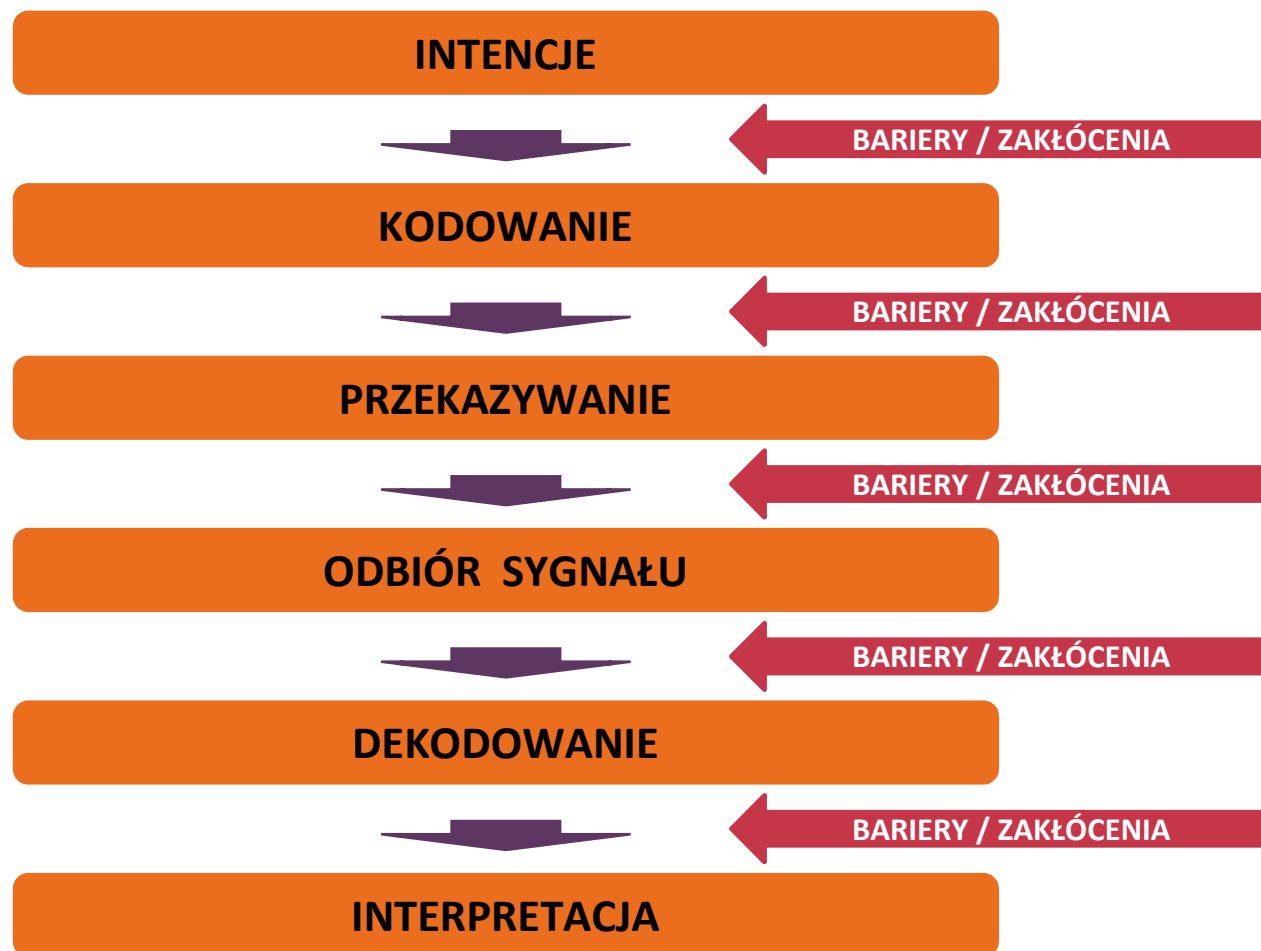 INTENCJE
BARIERY / ZAKŁÓCENIA
KODOWANIE
BARIERY / ZAKŁÓCENIA
PRZEKAZYWANIE
BARIERY / ZAKŁÓCENIA
ODBIÓR SYGNAŁU
BARIERY / ZAKŁÓCENIA
DEKODOWANIE
BARIERY / ZAKŁÓCENIA
INTERPRETACJA